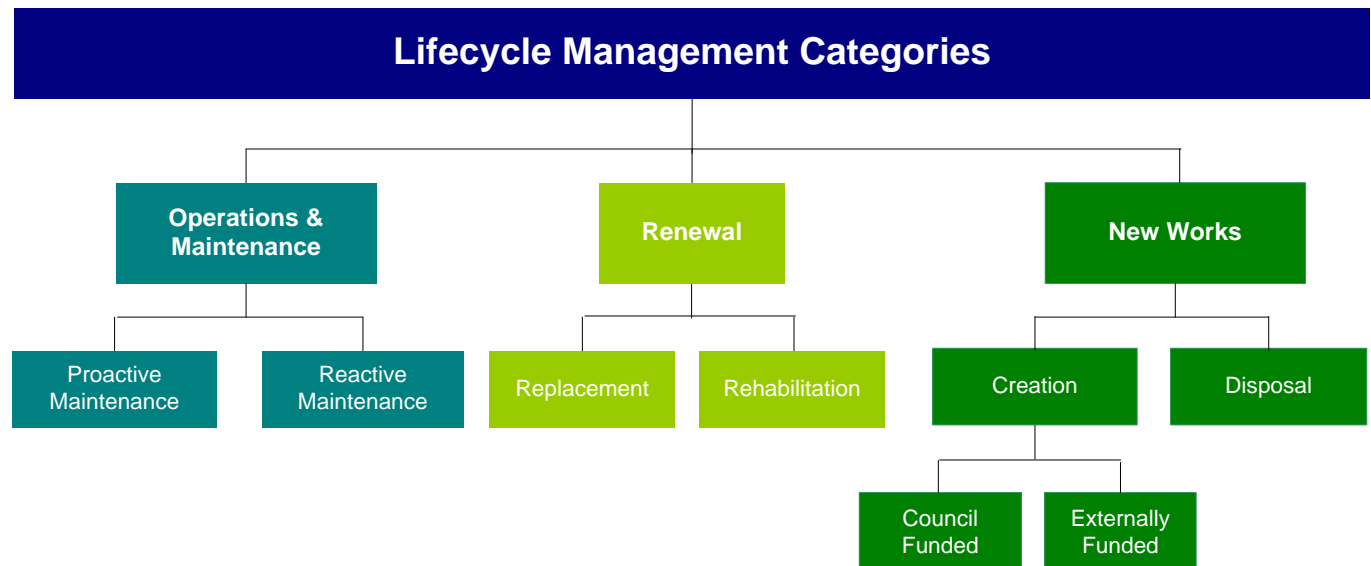 Lifecycle Management Categories
Operations &
Maintenance
Renewal
New Works
Proactive
Maintenance
Reactive
Maintenance
Replacement
Rehabilitation
Creation
Disposal
Council
Funded
Externally
Funded